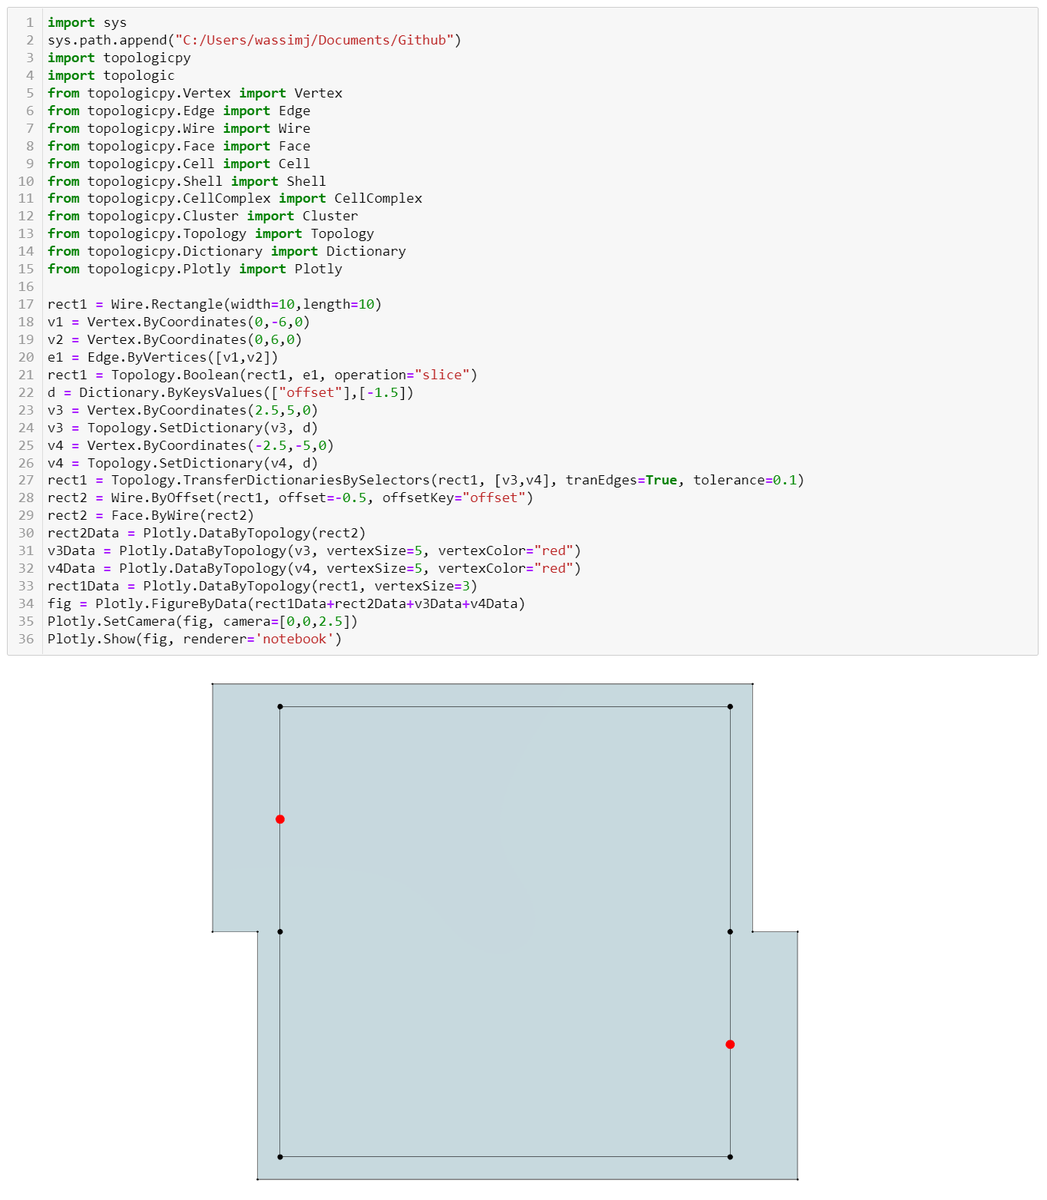 1 import sys
2 sys.path.append("C:/Users/wassimj/Documents/Github")
3 import topologicpy
4 import topologic
5 from topologicpy.Vertex import Vertex
6 from topologicpy.Edge import Edge
7 from topologicpy.Wire import Wire
8 from topologicpy.Face import Face
9 from topologicpy.Cell import Cell
10 from topologicpy.Shell import Shell
11 from topologicpy.CellComplex import CellComplex
12 from topologicpy.Cluster import Cluster
13 from topologicpy.Topology import Topology
14 from topologicpy.Dictionary import Dictionary
15 from topologicpy.Plotly import Plotly
16
17 rect1 = Wire.Rectangle(width=10,length=10)
18 v1 = Vertex.ByCoordinates(0,-6,0)
19 v2 = Vertex.ByCoordinates(0,6,0)
20 e1 = Edge.ByVertices([v1,v2])
21 rect1 = Topology.Boolean(rect1, e1, operation="slice")
22 d = Dictionary.ByKeysValues(["offset"],[-1.5])
23 v3 = Vertex.ByCoordinates(2.5,5,0)
24 v3 = Topology.SetDictionary(v3, d)
25 v4 = Vertex.ByCoordinates(-2.5,-5,0)
26 v4 = Topology.SetDictionary(v4, d)
27 rect1 = Topology.TransferDictionariesBySelectors(rect1, [v3,v4], tranEdges=True, tolerance=0.1)
28 rect2 = Wire.ByOffset(rect1, offset=-0.5, offsetKey="offset")
29 rect2 = Face.ByWire(rect2)
30 rect2Data = Plotly.DataByTopology(rect2)
31 v3Data = Plotly.DataByTopology(v3, vertexSize=5, vertexColor="red")
32 v4Data = Plotly.DataByTopology(v4, vertexSize=5, vertexColor="red")
33 rect1Data = Plotly.DataByTopology(rect1, vertexSize=3)
34 fig = Plotly.FigureByData(rect1Data+rect2Data+v3Data+v4Data)
35 Plotly.SetCamera(fig, camera=[0,0,2.5])
36 Plotly.Show(fig, renderer='notebook')